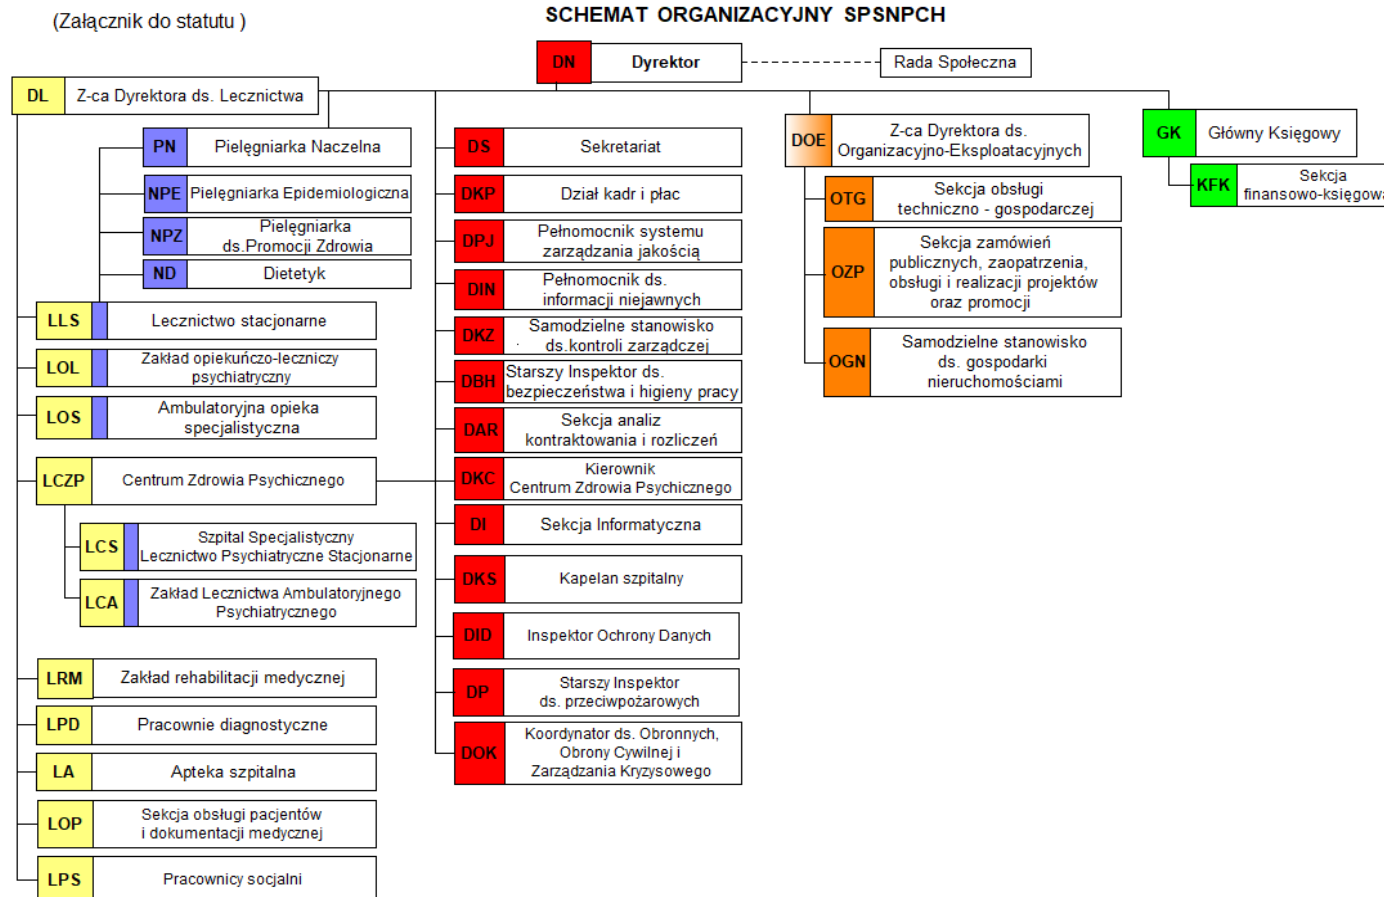 (Załącznik do statutu )
SCHEMAT ORGANIZACYJNY SPSNPCH
DN Dyrektor
Rada Społeczna
DL Z-ca Dyrektora ds. Lecznictwa
PN Pielęgniarka Naczelna
NPE Pielęgniarka Epidemiologiczna
NPZ Pielęgniarka
ds.Promocji Zdrowia
ND Dietetyk
LLS Lecznictwo stacjonarne
LOL Zakład opiekuńczo-leczniczy
psychiatryczny
LOS Ambulatoryjna opieka
specjalistyczna
LCZP Centrum Zdrowia Psychicznego
LCS Szpital Specjalistyczny
Lecznictwo Psychiatryczne Stacjonarne
LCA Zakład Lecznictwa Ambulatoryjnego
Psychiatrycznego
LRM Zakład rehabilitacji medycznej
LPD Pracownie diagnostyczne
LA Apteka szpitalna
LOP Sekcja obsługi pacjentów
i dokumentacji medycznej
LPS Pracownicy socjalni
DS Sekretariat
DKP Dział kadr i płac
DPJ Pełnomocnik systemu
zarządzania jakością
DIN Pełnomocnik ds.
informacji niejawnych
DKZ Samodzielne stanowisko
ds.kontroli zarządczej
DBH Starszy Inspektor ds.
bezpieczeństwa i higieny pracy
DAR Sekcja analiz
kontraktowania i rozliczeń
DKC Kierownik
Centrum Zdrowia Psychicznego
DI Sekcja Informatyczna
DKS Kapelan szpitalny
DID Inspektor Ochrony Danych
DP Starszy Inspektor
ds. przeciwpożarowych
DOK Koordynator ds. Obronnych,
Obrony Cywilnej i
Zarządzania Kryzysowego
DOE Z-ca Dyrektora ds.
Organizacyjno-Eksploatacyjnych
OTG Sekcja obsługi
techniczno - gospodarczej
OZP Sekcja zamówień
publicznych, zaopatrzenia,
obsługi i realizacji projektów
oraz promocji
OGN Samodzielne stanowisko
ds. gospodarki
nieruchomościami
GK Główny Księgowy
KFK Sekcja
finansowo-księgowa